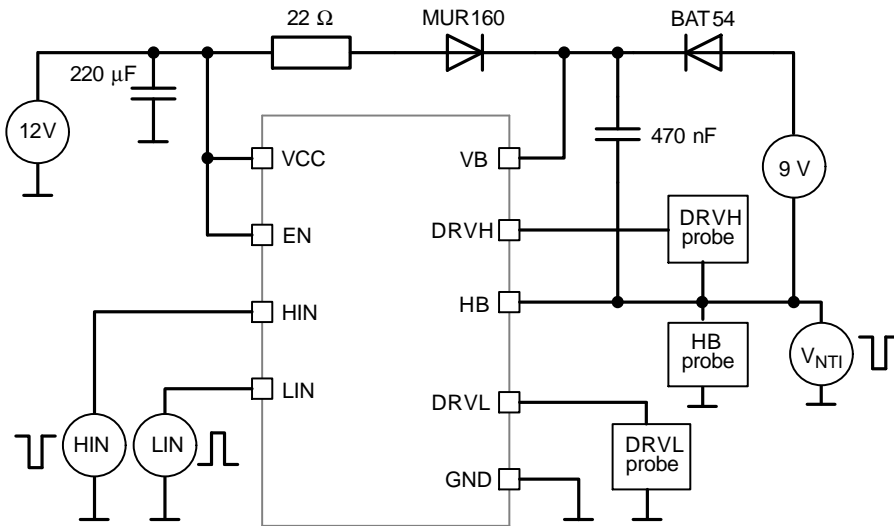 22 Ω
MUR160
BAT54
220 μF
12V
470 nF
9 V
VCC
VB
EN
DRVH
DRVH
probe
HIN
HB
HB
probe
VNTI
LIN
DRVL
HIN
LIN
DRVL
probe
GND